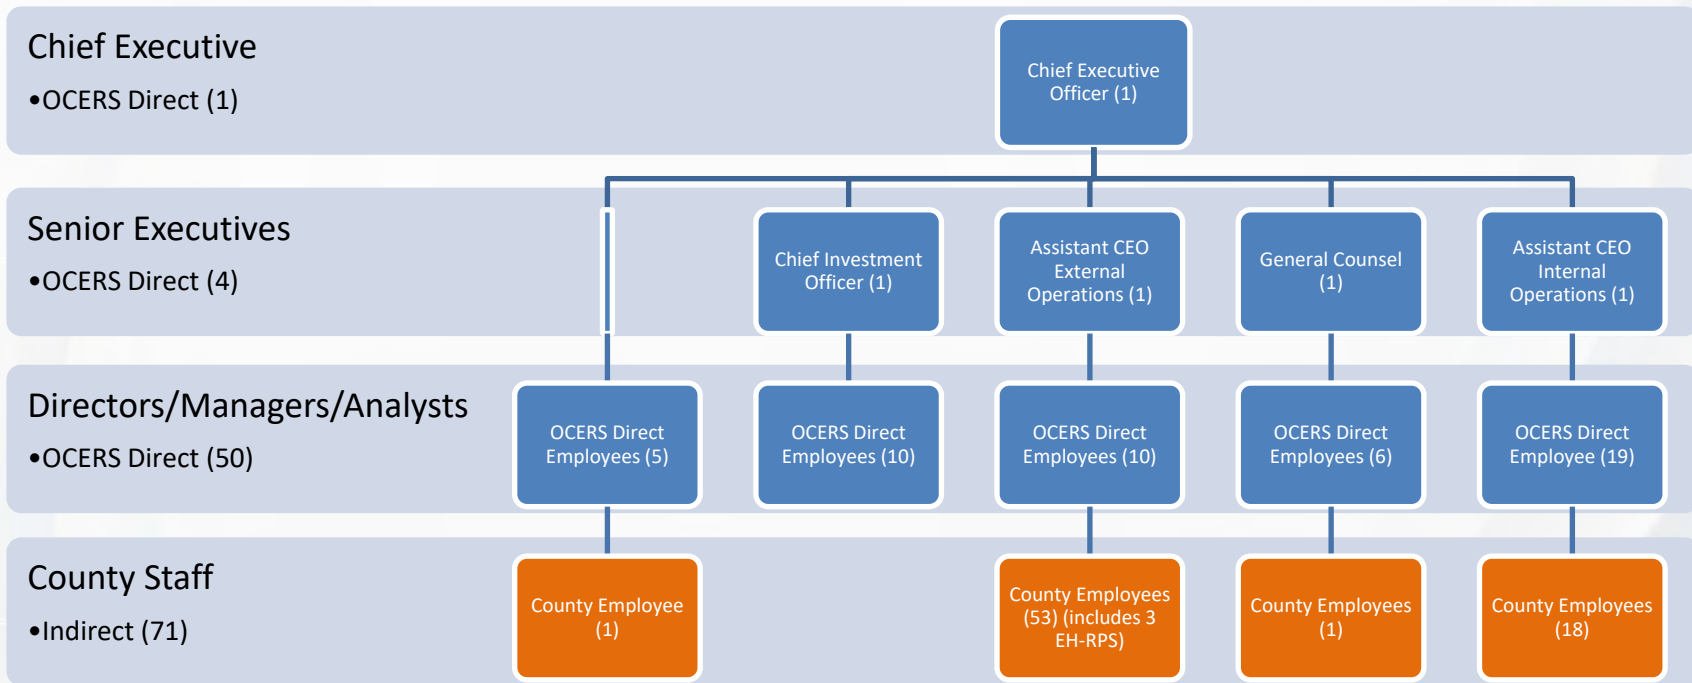 Chief Executive
•OCERS Direct (1)
Chief Executive
Officer (1)
Senior Executives
•OCERS Direct (4)
Chief Investment
Officer (1)
Assistant CEO
External
Operations (1)
General Counsel
(1)
Assistant CEO
Internal
Operations (1)
Directors/Managers/Analysts
•OCERS Direct (50)
OCERS Direct
Employees (5)
OCERS Direct
Employees (10)
OCERS Direct
Employees (10)
OCERS Direct
Employees (6)
OCERS Direct
Employee (19)
County Staff
•Indirect (71)
County Employee
(1)
County Employees
(53) (includes 3
EH-RPS)
County Employees
(1)
County Employees
(18)